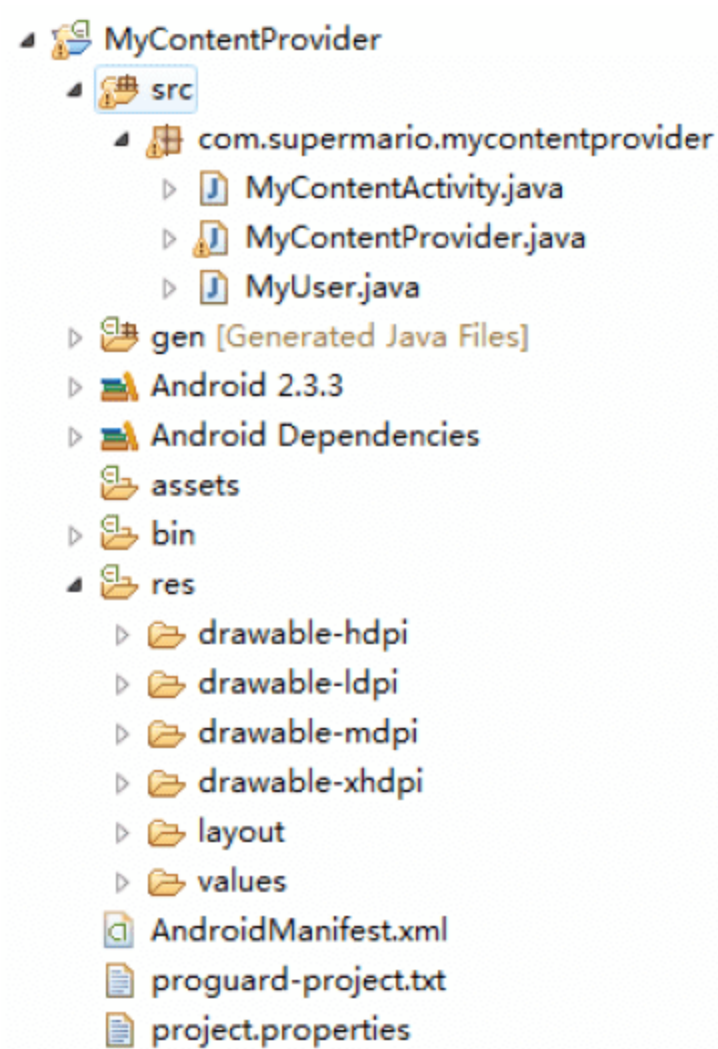 MyContentProvider
src
com.supermario.mycontentprovider
MyContentActivity.java
MyContentProvider.java
MyUser.java
gen [Generated Java Files]
Android 2.3.3
Android Dependencies
assets
bin
res
drawable-hdpi
drawable-ldpi
drawable-mdpi
drawable-xhdpi
layout
values
AndroidManifest.xml
proguard-project.txt
project.properties